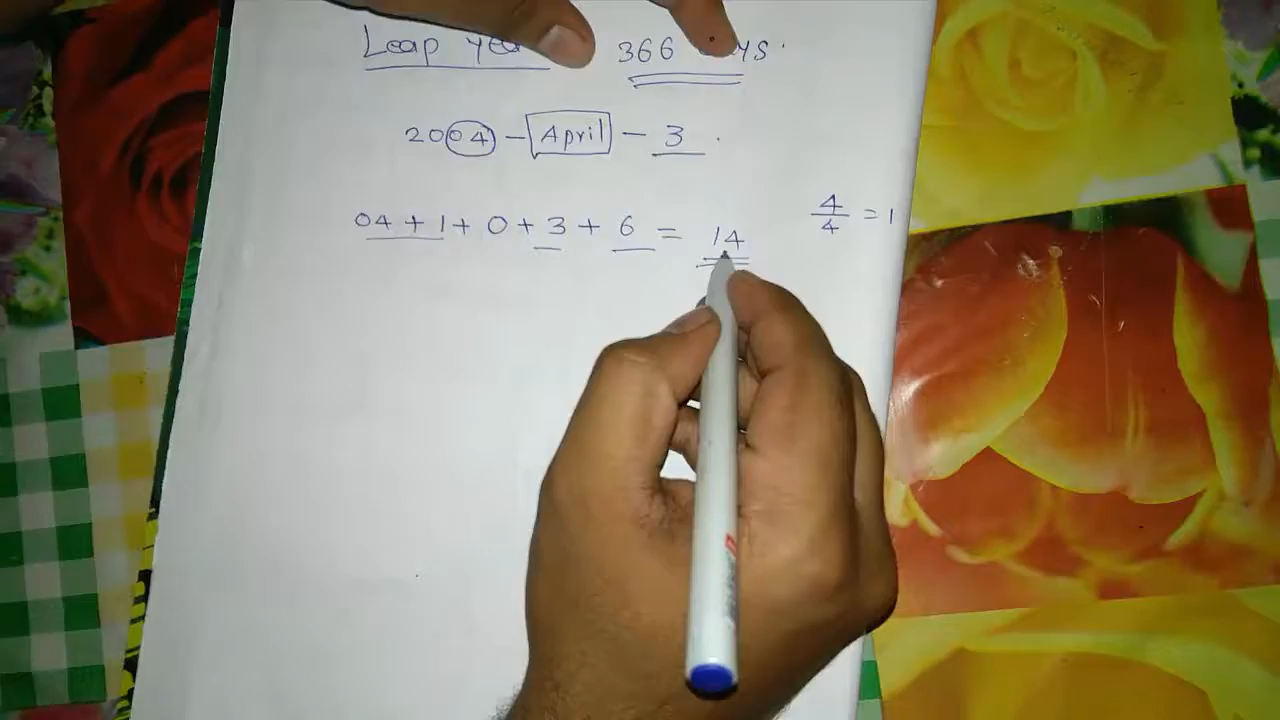 Leap 366
2004 - April - 3.
04 + 1 + 0 + 3 + 6 = 14
4/4 = 1